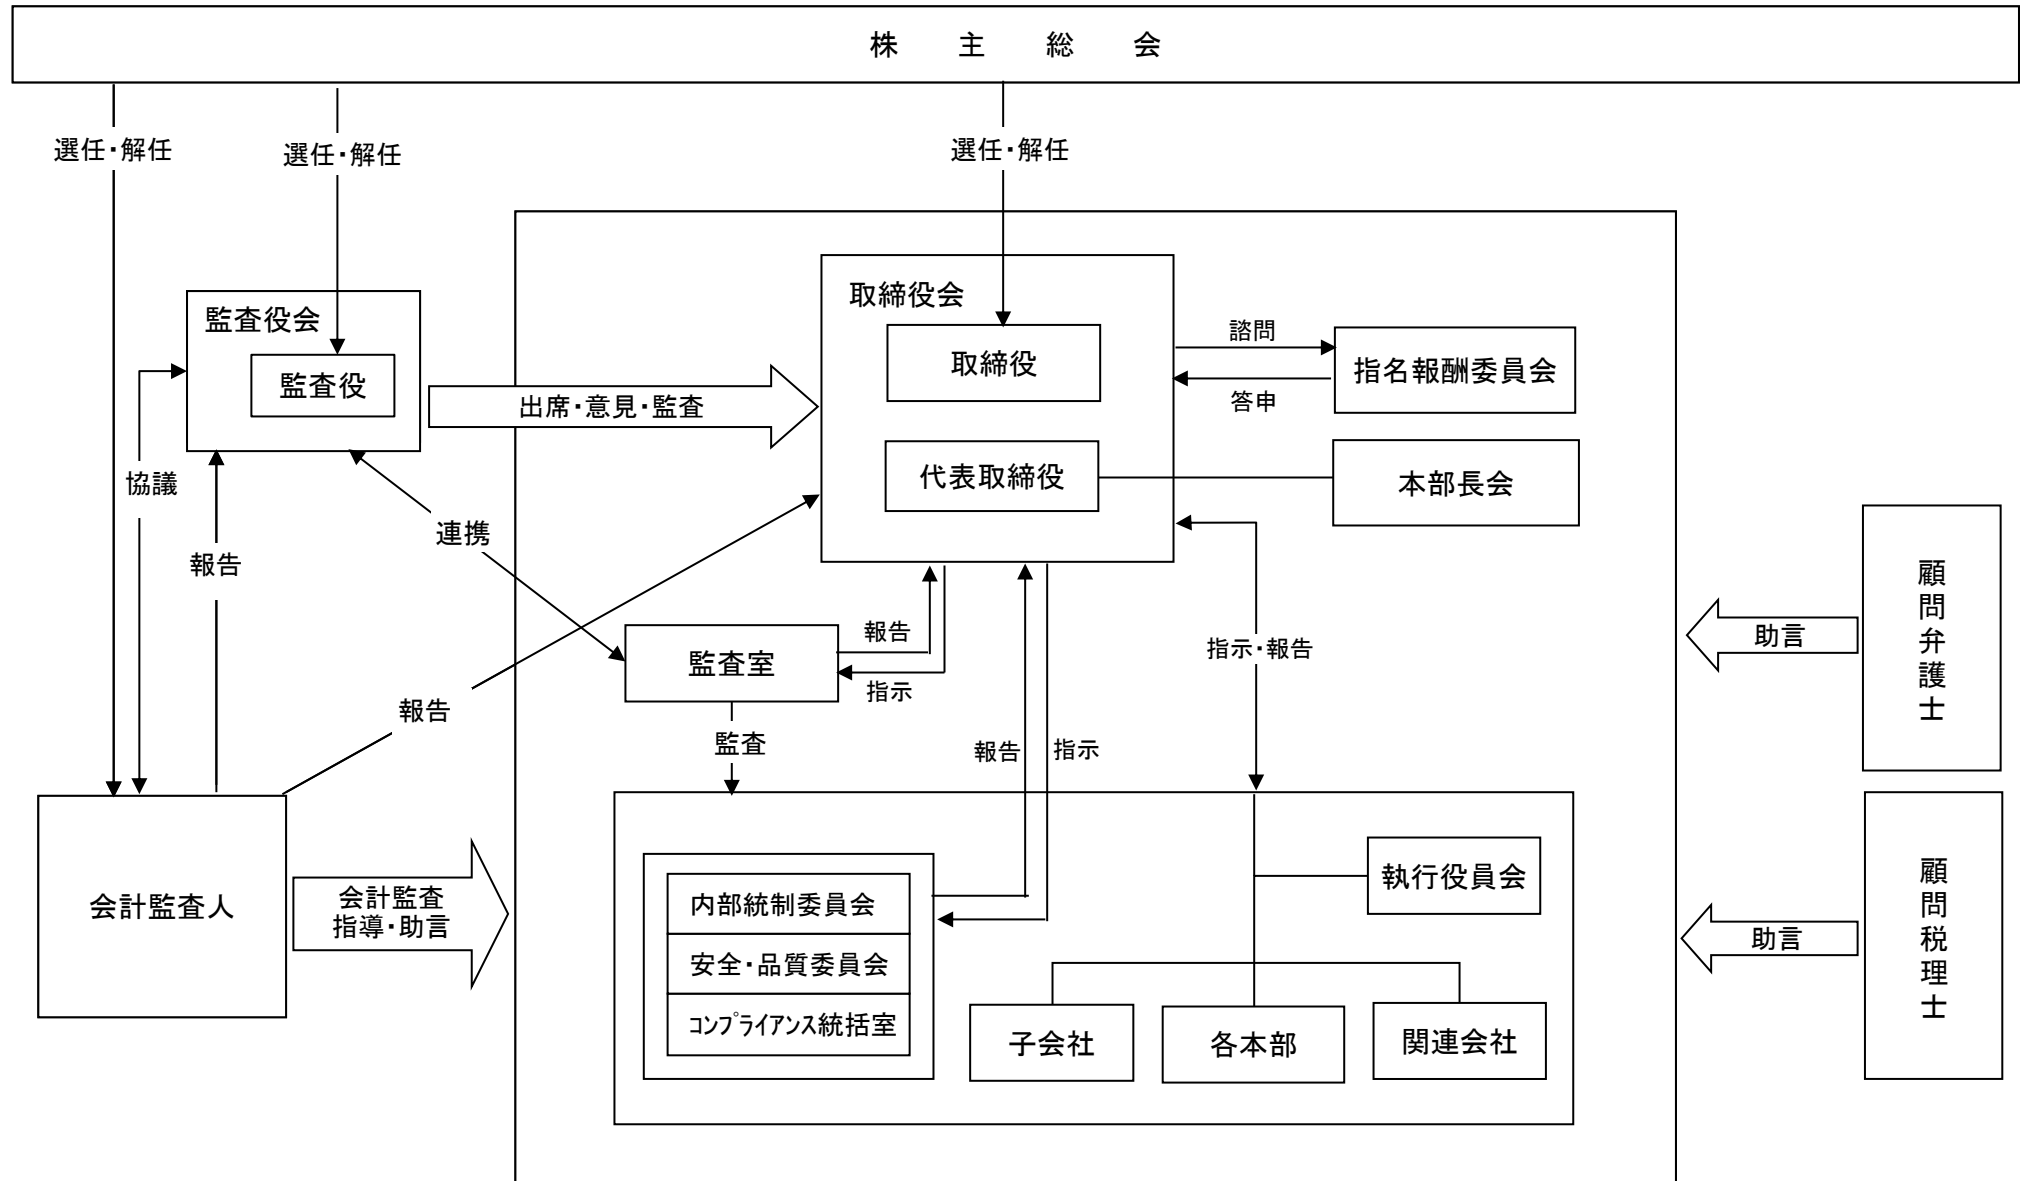 株主総会
選任・解任
選任・解任
選任・解任
監査役会
監査役
取締役会
取締役
諮問
指名報酬委員会
答申
出席・意見・監査
代表取締役
本部長会
協議
連携
報告
顧問弁護士
助言
監査室
報告
指示
指示・報告
報告
監査
報告
指示
会計監査人
会計監査
指導・助言
内部統制委員会
安全・品質委員会
コンプライアンス統括室
執行役員会
子会社
各本部
関連会社
助言
顧問税理士